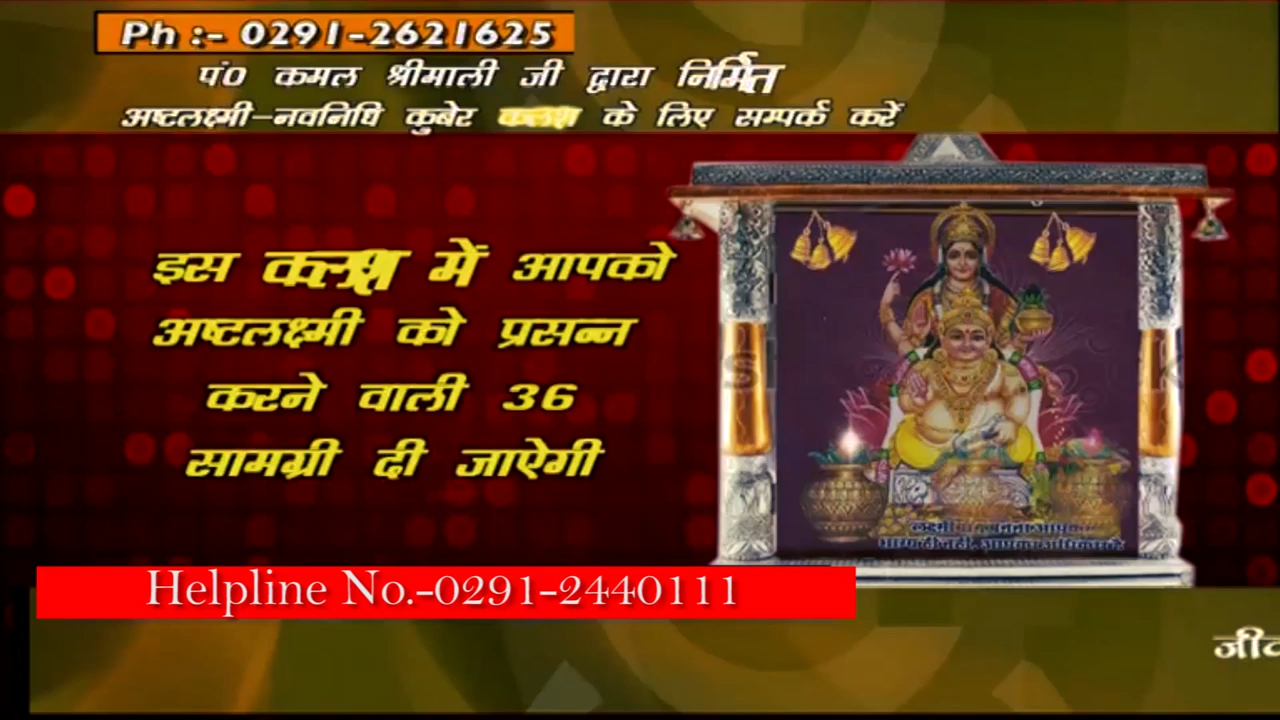 Ph :- 0291-2621625
पं0 कमल श्रीमाली जी द्वारा निर्मित
अष्टलक्ष्मी-नवनिधि कुबेर कलश के लिए सम्पर्क करें
इस कलश में आपको
अष्टलक्ष्मी को प्रसन्न
करने वाली 36
सामग्री दी जाऐगी
Helpline No.-0291-2440111